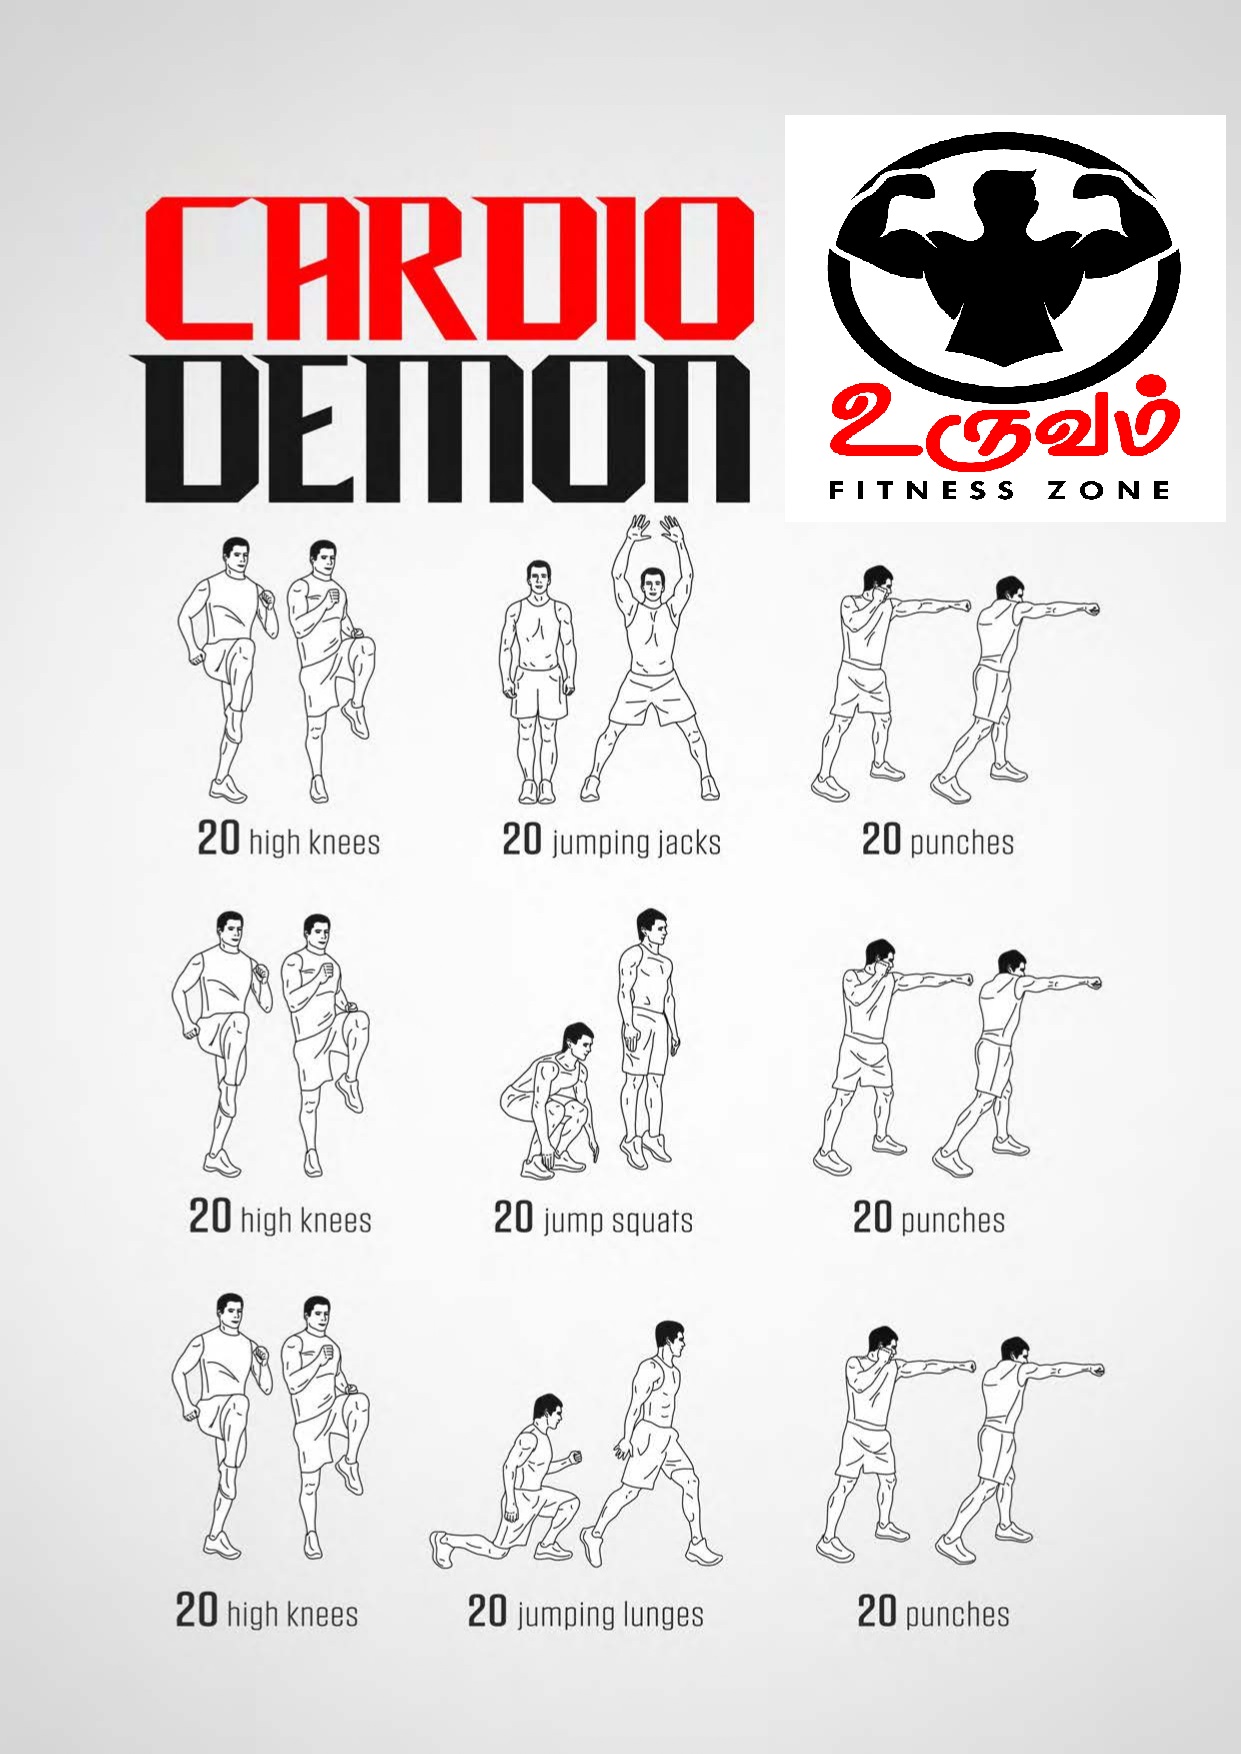 CARDIO
DEMON
உருவம்
FITNESS ZONE
20 high knees
20 jumping jacks
20 punches
20 high knees
20 jump squats
20 punches
20 high knees
20 jumping lunges
20 punches